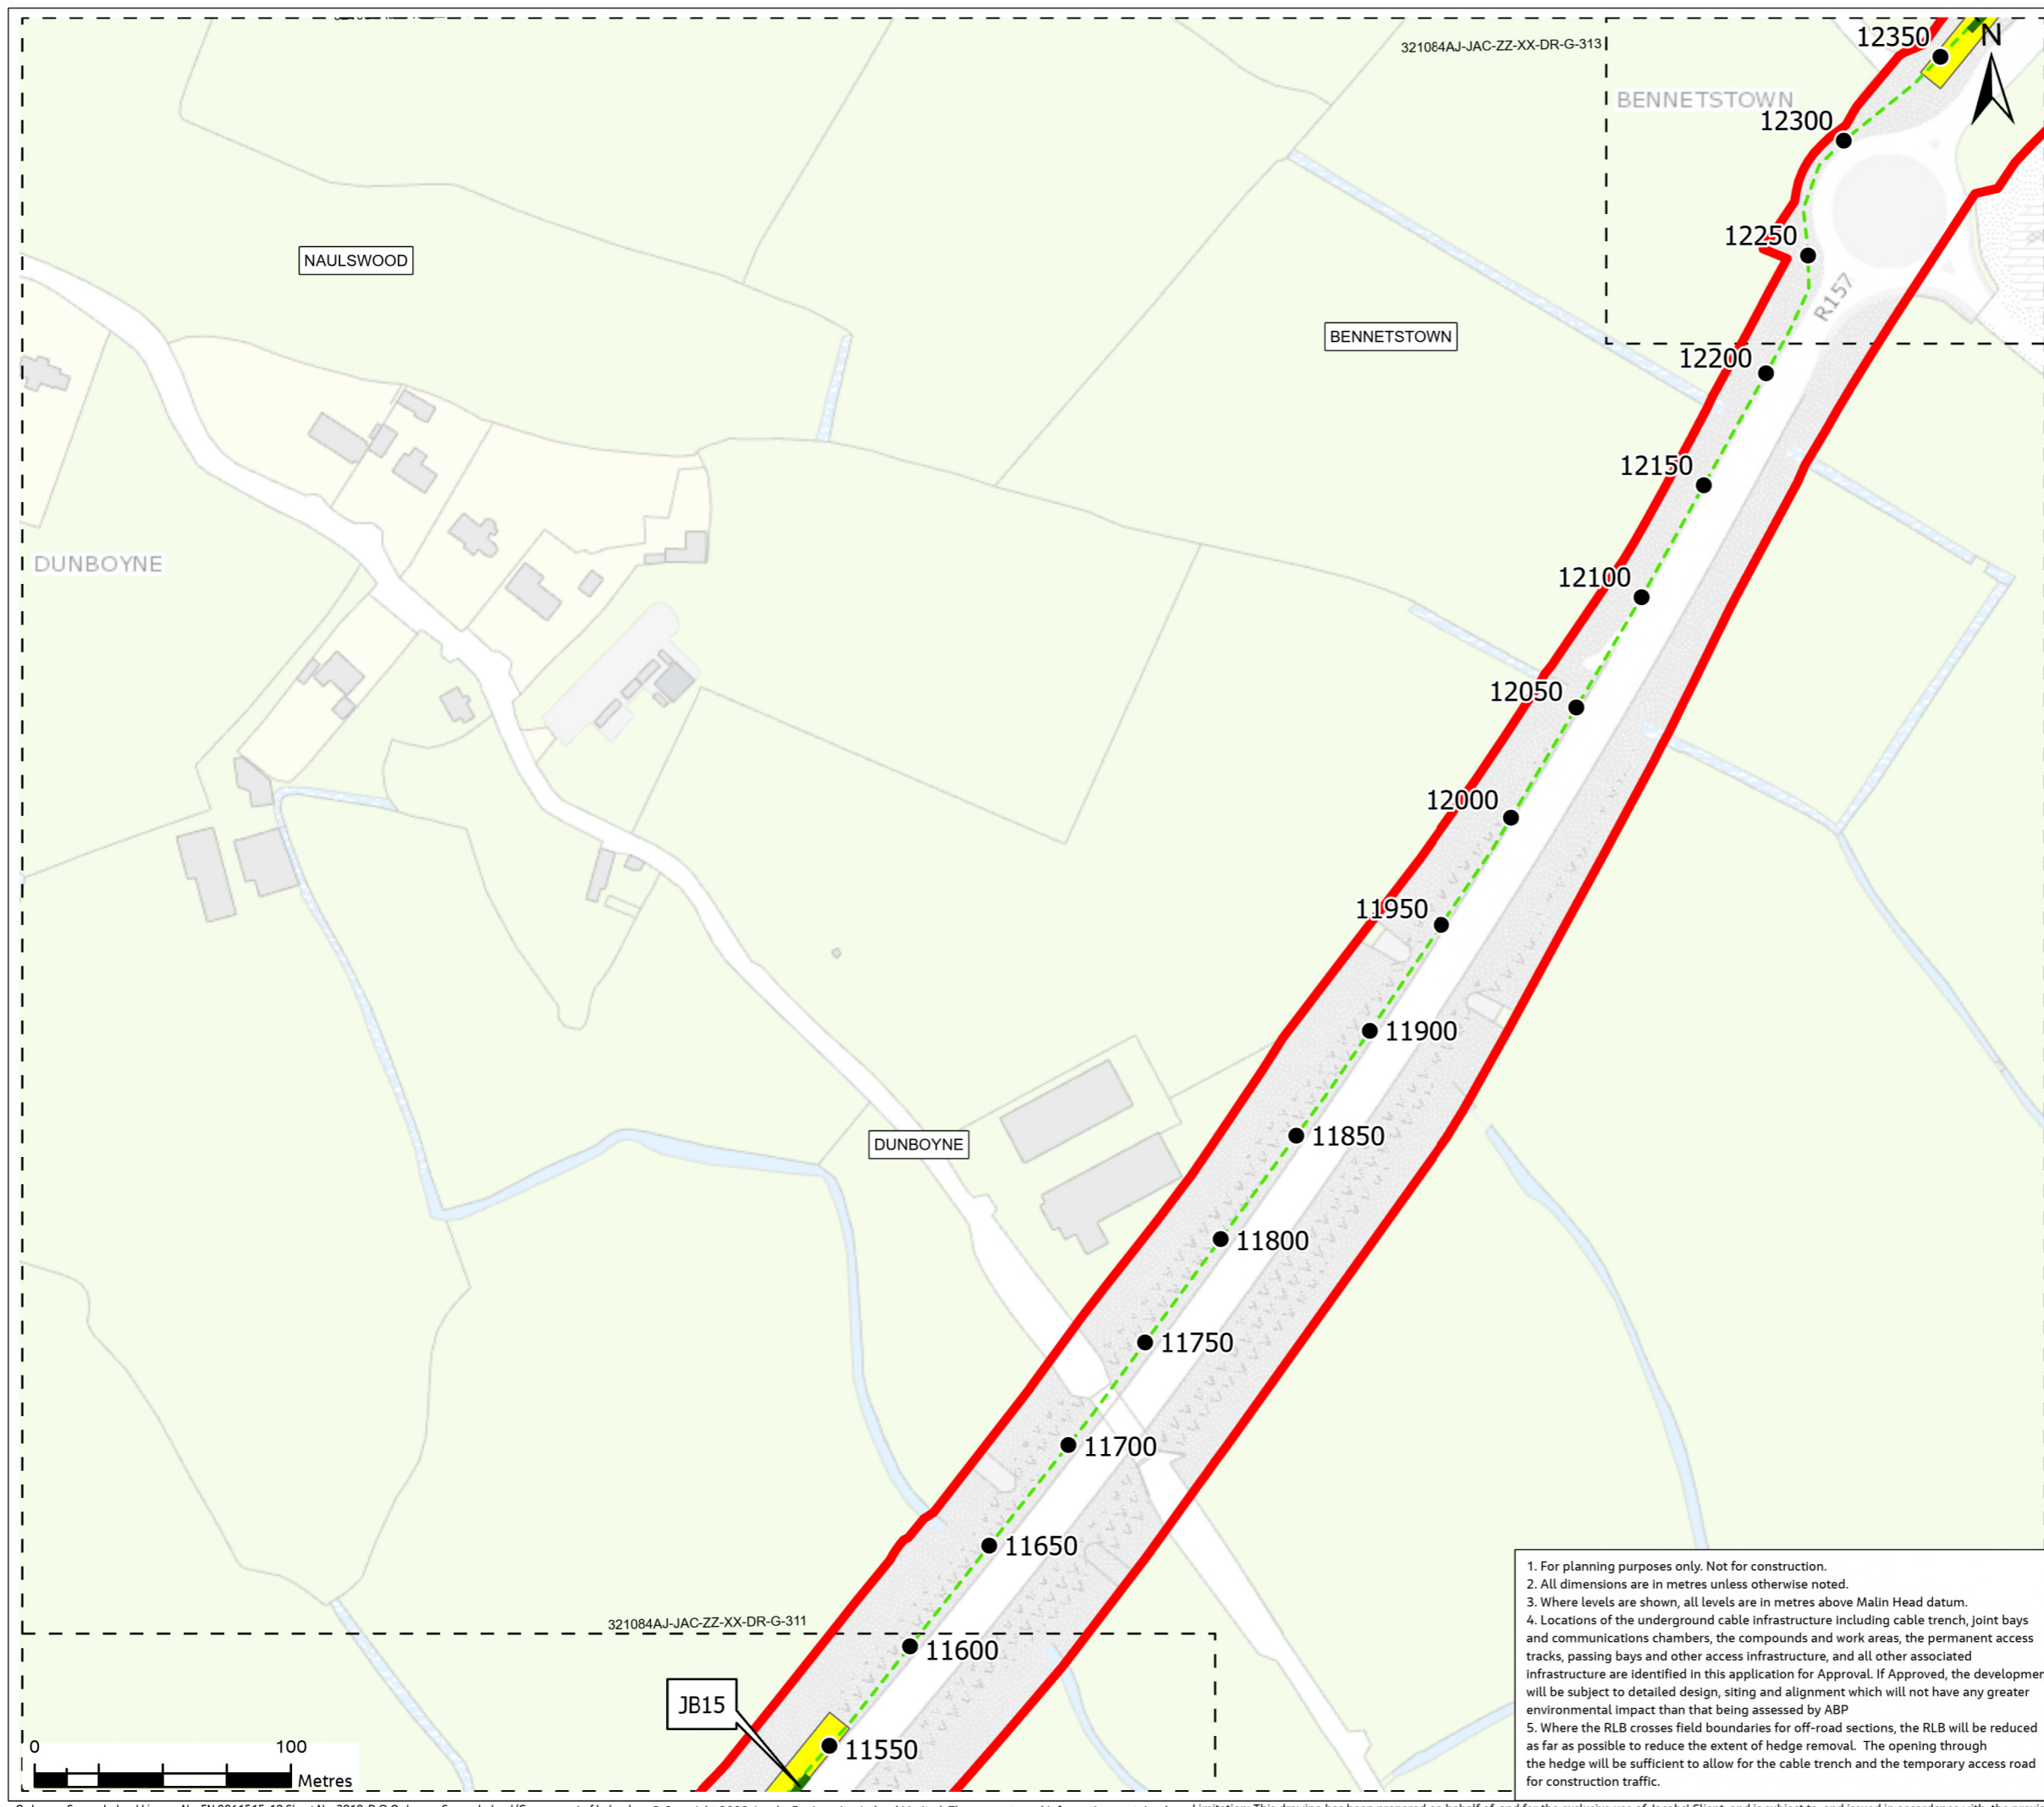 321084AJ-JAC-ZZ-XX-DR-G-313
12350
N
BENNETSTOWN
12300
12250
NAULSWOOD
R157
BENNETSTOWN
12200
12150
DUNBOYNE
12100
12050
12000
11950
11900
11850
DUNBOYNE
11800
11750
11700
11650
321084AJ-JAC-ZZ-XX-DR-G-311
11600
JB15
11550
0 100
Metres
1. For planning purposes only. Not for construction.
2. All dimensions are in metres unless otherwise noted.
3. Where levels are shown, all levels are in metres above Malin Head datum.
4. Locations of the underground cable infrastructure including cable trench, joint bays
and communications chambers, the compounds and work areas, the permanent access
tracks, passing bays and other access infrastructure, and all other associated
infrastructure are identified in this application for Approval. If Approved, the developmen
will be subject to detailed design, siting and alignment which will not have any greater
environmental impact than that being assessed by ABP
5. Where the RLB crosses field boundaries for off-road sections, the RLB will be reduced
as far as possible to reduce the extent of hedge removal. The opening through
the hedge will be sufficient to allow for the cable trench and the temporary access road
for construction traffic.